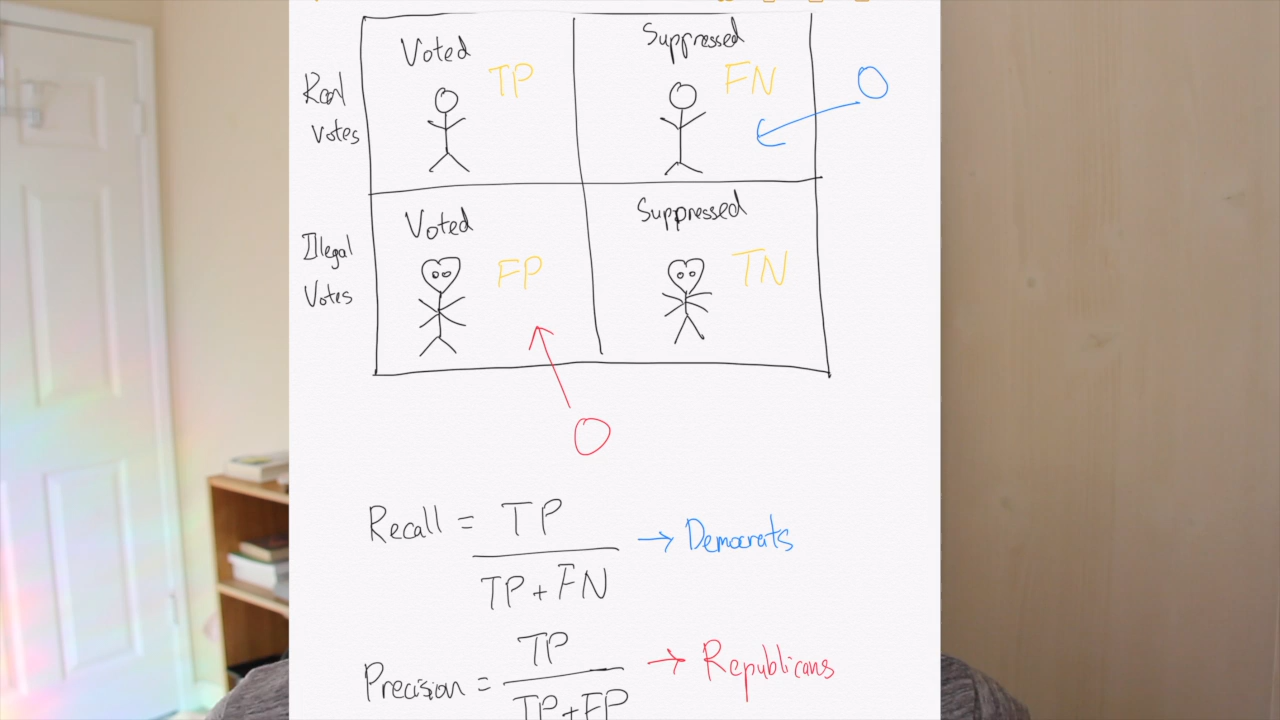 Voted
TP
Suppressed
FN
Real
Votes
Voted
FP
Suppressed
TN
Illegal
Votes
Recall = TP
TP + FN
→ Democrats
Precision = TP
TP + FP
→ Republicans